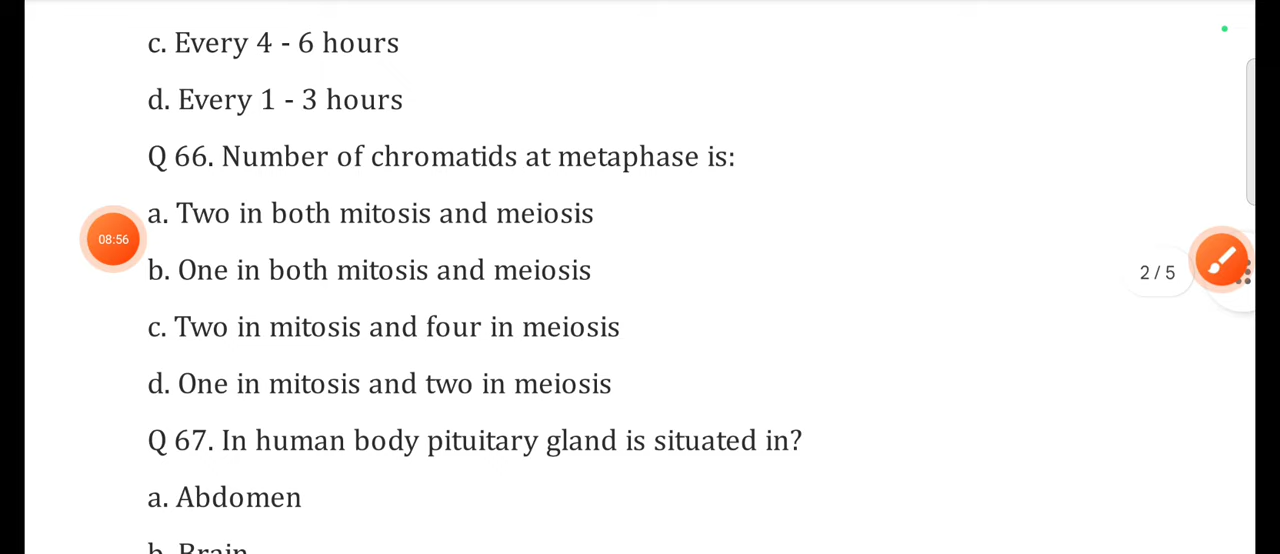 c. Every 4 - 6 hours
d. Every 1 - 3 hours
Q 66. Number of chromatids at metaphase is:
a. Two in both mitosis and meiosis
08:56
b. One in both mitosis and meiosis
2 / 5
c. Two in mitosis and four in meiosis
d. One in mitosis and two in meiosis
Q 67. In human body pituitary gland is situated in?
a. Abdomen
b. Brain